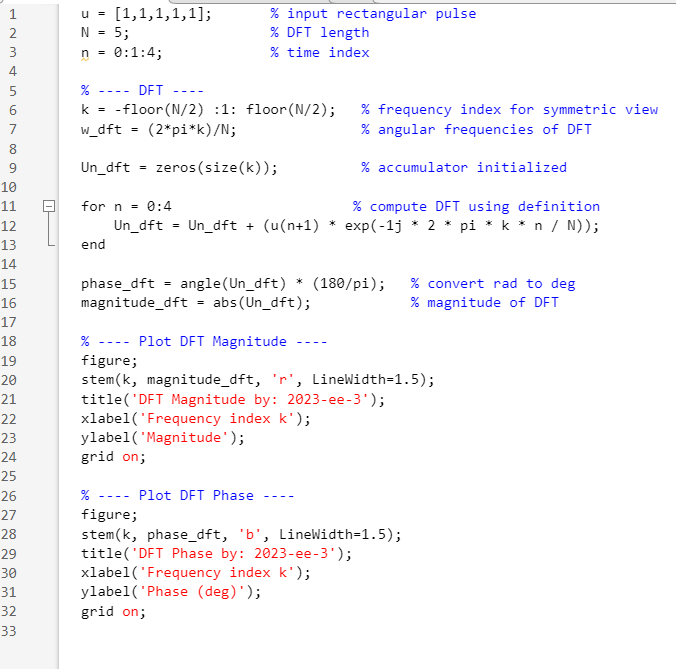 1 u = [1,1,1,1,1];       % input rectangular pulse
2 N = 5;                 % DFT length
3 n = 0:1:4;             % time index
4
5 % ---- DFT ----
6 k = -floor(N/2) :1: floor(N/2);   % frequency index for symmetric view
7 w_dft = (2*pi*k)/N;               % angular frequencies of DFT
8
9 Un_dft = zeros(size(k));          % accumulator initialized
10
11 for n = 0:4                      % compute DFT using definition
12     Un_dft = Un_dft + (u(n+1) * exp(-1j * 2 * pi * k * n / N));
13 end
14
15 phase_dft = angle(Un_dft) * (180/pi);   % convert rad to deg
16 magnitude_dft = abs(Un_dft);            % magnitude of DFT
17
18 % ---- Plot DFT Magnitude ----
19 figure;
20 stem(k, magnitude_dft, 'r', LineWidth=1.5);
21 title('DFT Magnitude by: 2023-ee-3');
22 xlabel('Frequency index k');
23 ylabel('Magnitude');
24 grid on;
25
26 % ---- Plot DFT Phase ----
27 figure;
28 stem(k, phase_dft, 'b', LineWidth=1.5);
29 title('DFT Phase by: 2023-ee-3');
30 xlabel('Frequency index k');
31 ylabel('Phase (deg)');
32 grid on;
33